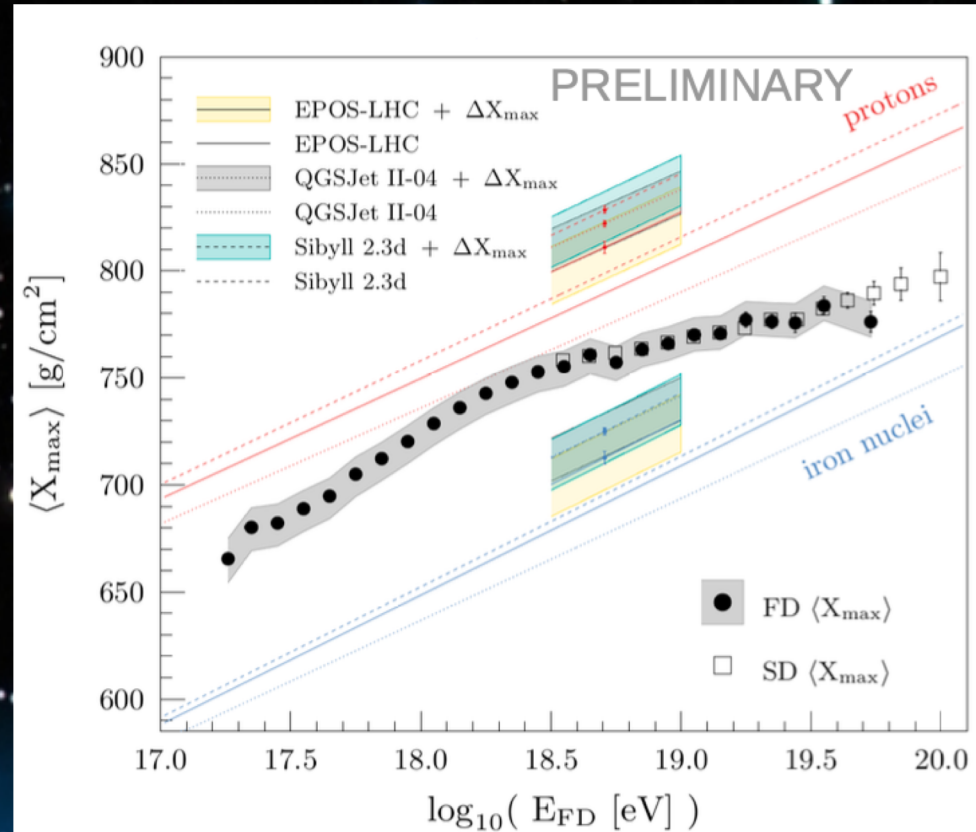 PRELIMINARY
EPOS-LHC + ΔXmax
EPOS-LHC
QGSJet II-04 + ΔXmax
QGSJet II-04
Sibyll 2.3d + ΔXmax
Sibyll 2.3d
protons
iron nuclei
FD ⟨Xmax⟩
SD ⟨Xmax⟩
⟨Xmax⟩ [g/cm²]
900
850
800
750
700
650
600
17.0 17.5 18.0 18.5 19.0 19.5 20.0
log₁₀( E_FD [eV] )